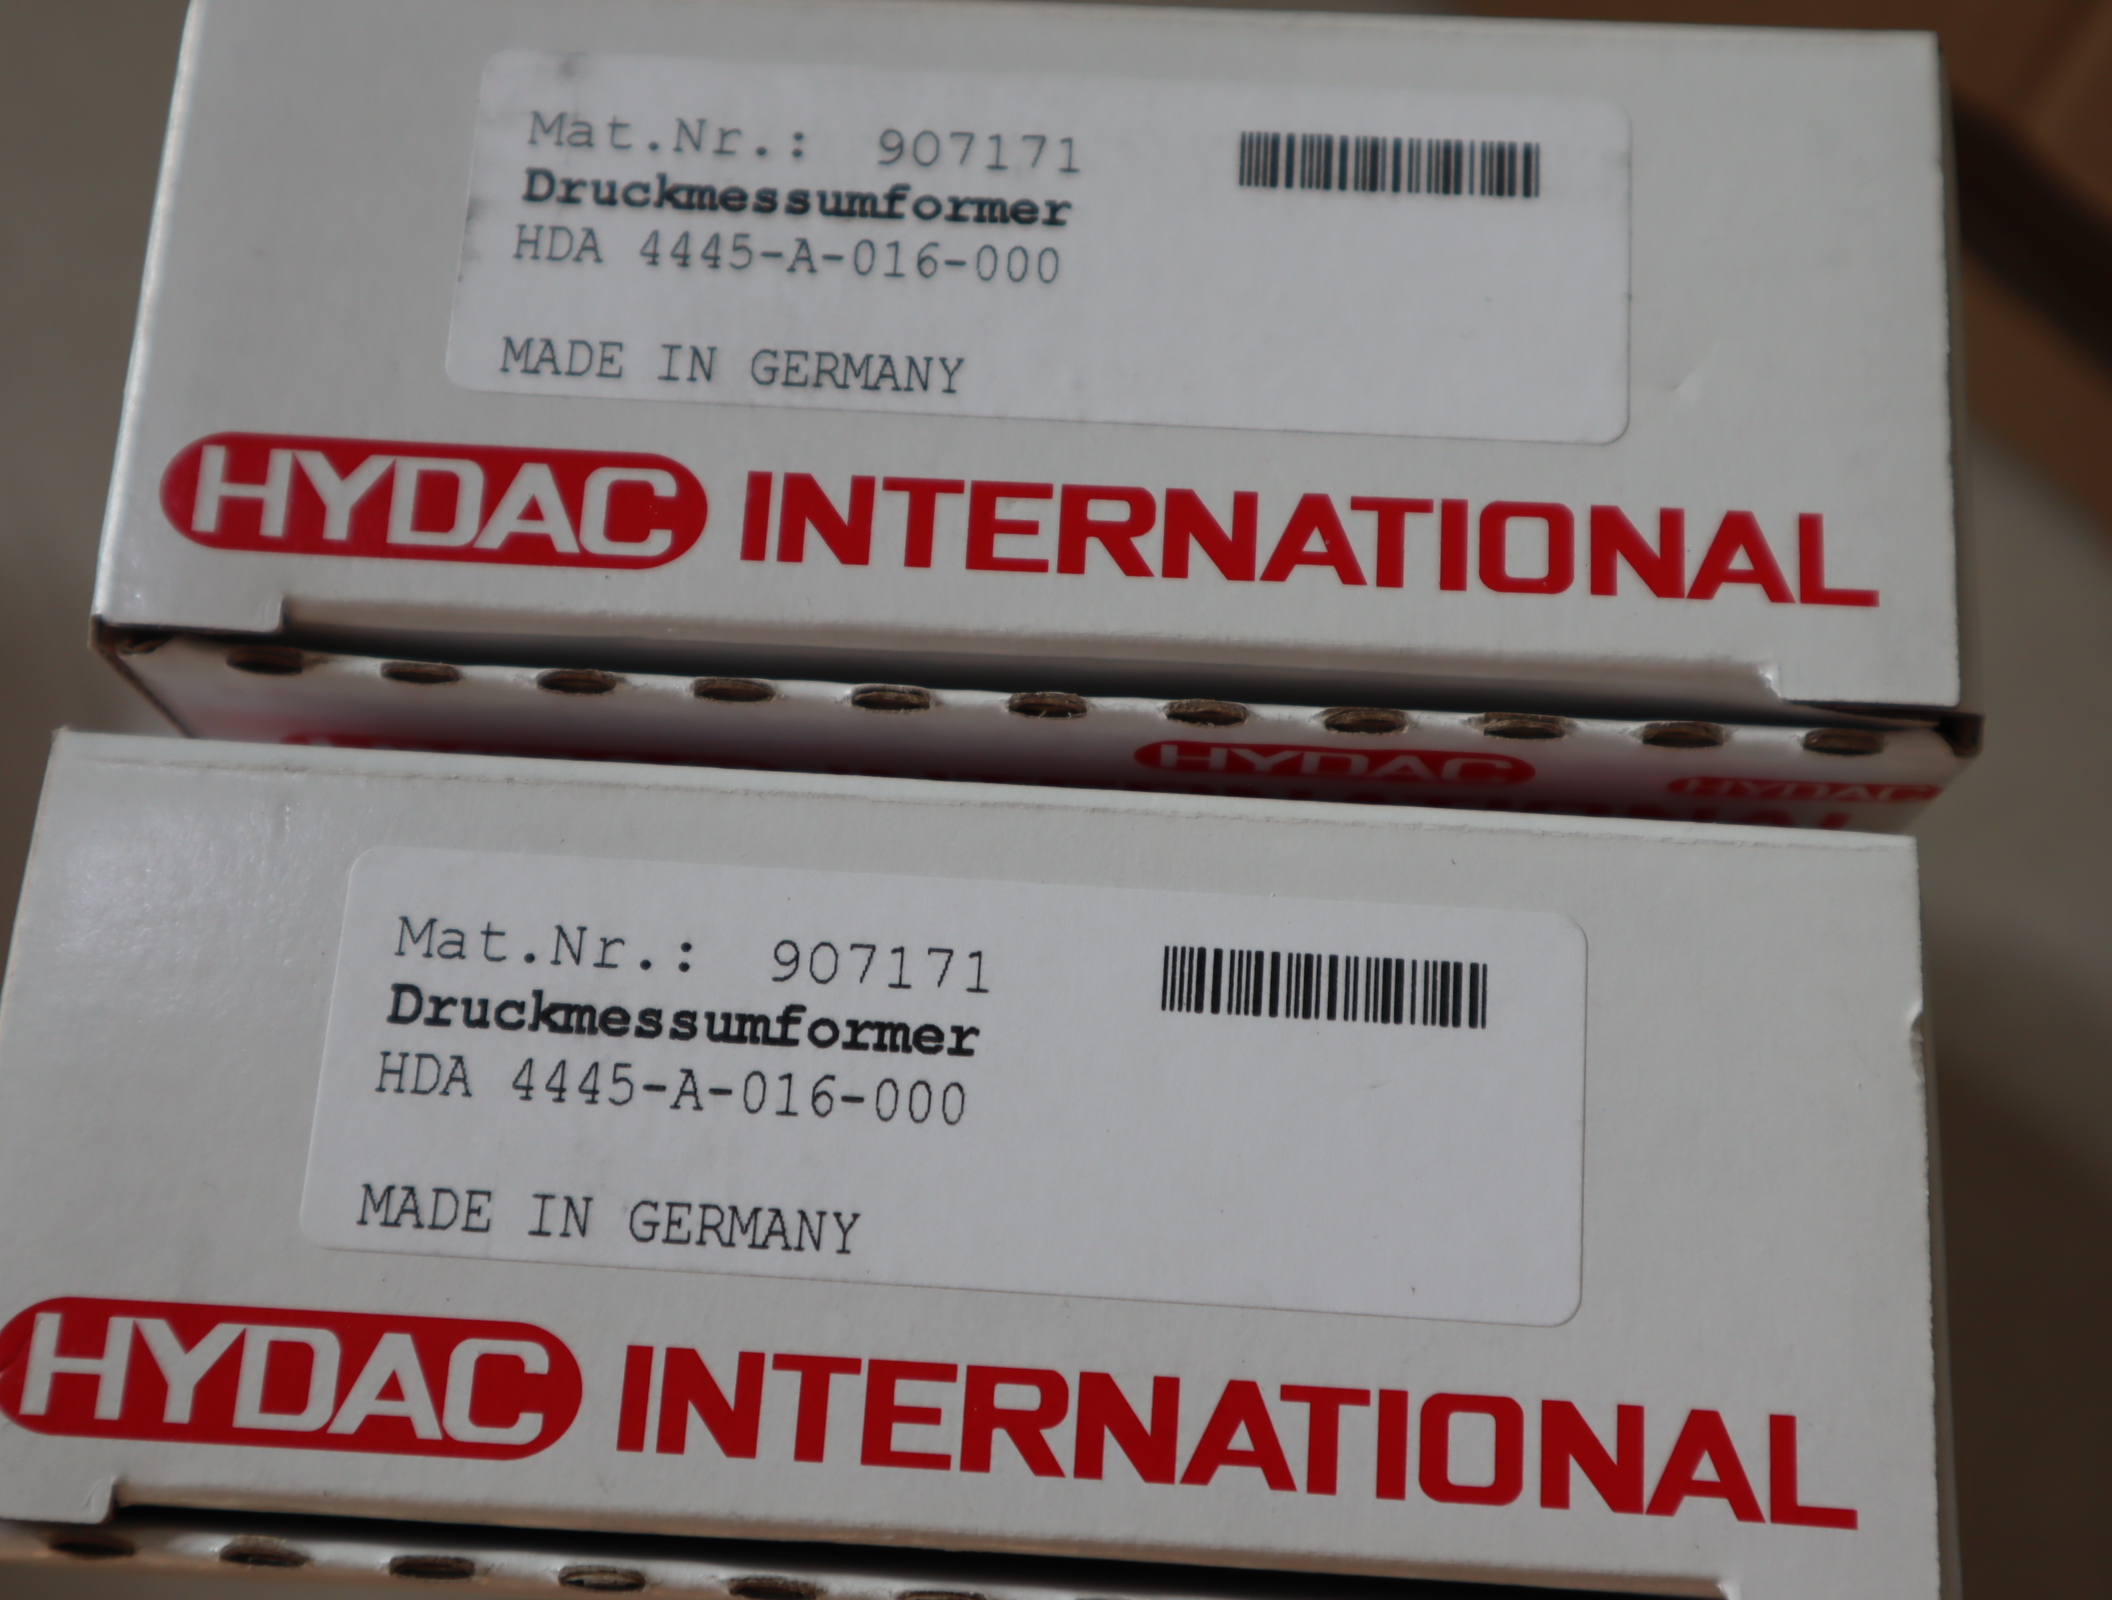 Mat.Nr.: 907171
Druckmessumformer
HDA 4445-A-016-000
MADE IN GERMANY
HYDAC INTERNATIONAL
HYDAC
HYDAC
Mat.Nr.: 907171
Druckmessumformer
HDA 4445-A-016-000
MADE IN GERMANY
HYDAC INTERNATIONAL